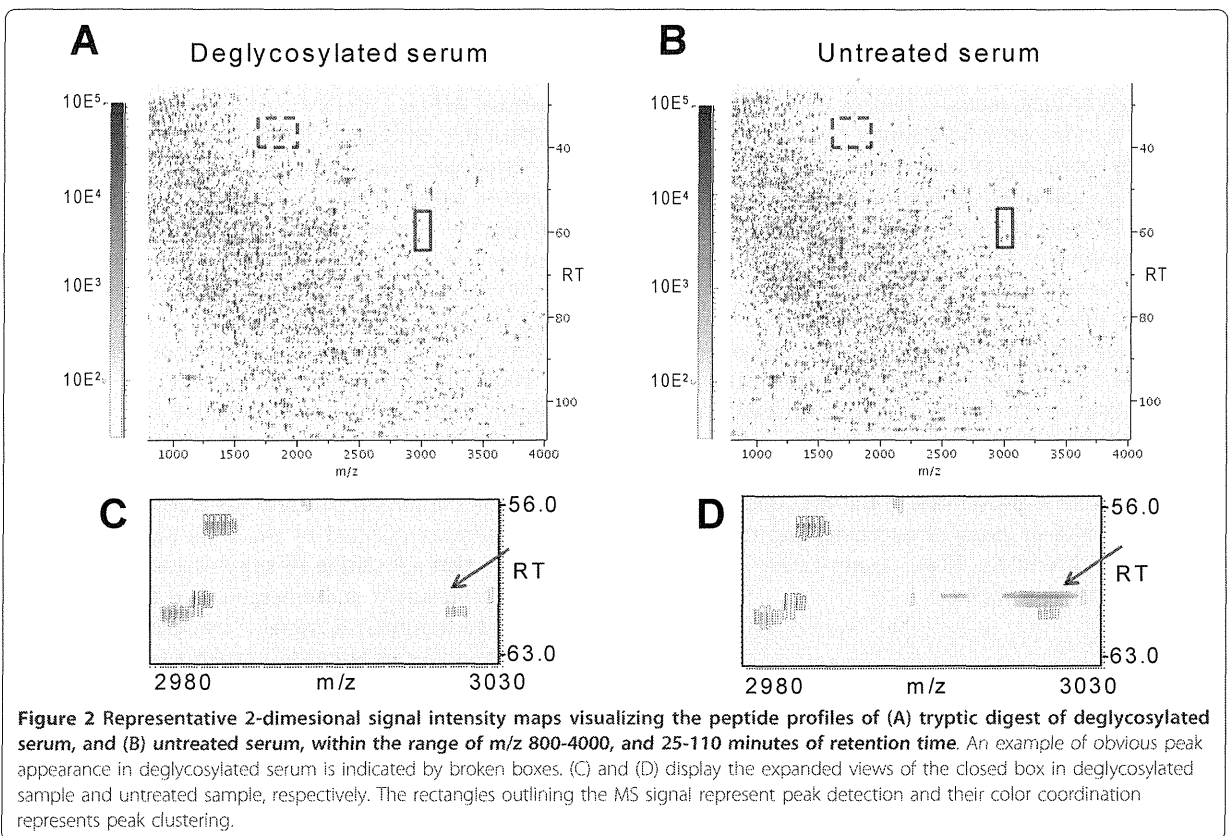 A
Deglycosylated serum
B
Untreated serum
10E5
10E4
10E3
10E2
40
60
RT
80
100
1000 1500 2000 2500 3000 3500 4000
m/z
10E5
10E4
10E3
10E2
40
60
RT
80
100
1000 1500 2000 2500 3000 3500 4000
m/z
C
56.0
RT
63.0
2980 m/z 3030
D
56.0
RT
63.0
2980 m/z 3030
Figure 2 Representative 2-dimesional signal intensity maps visualizing the peptide profiles of (A) tryptic digest of deglycosylated
serum, and (B) untreated serum, within the range of m/z 800-4000, and 25-110 minutes of retention time. An example of obvious peak
appearance in deglycosylated serum is indicated by broken boxes. (C) and (D) display the expanded views of the closed box in deglycosylated
sample and untreated sample, respectively. The rectangles outlining the MS signal represent peak detection and their color coordination
represents peak clustering.